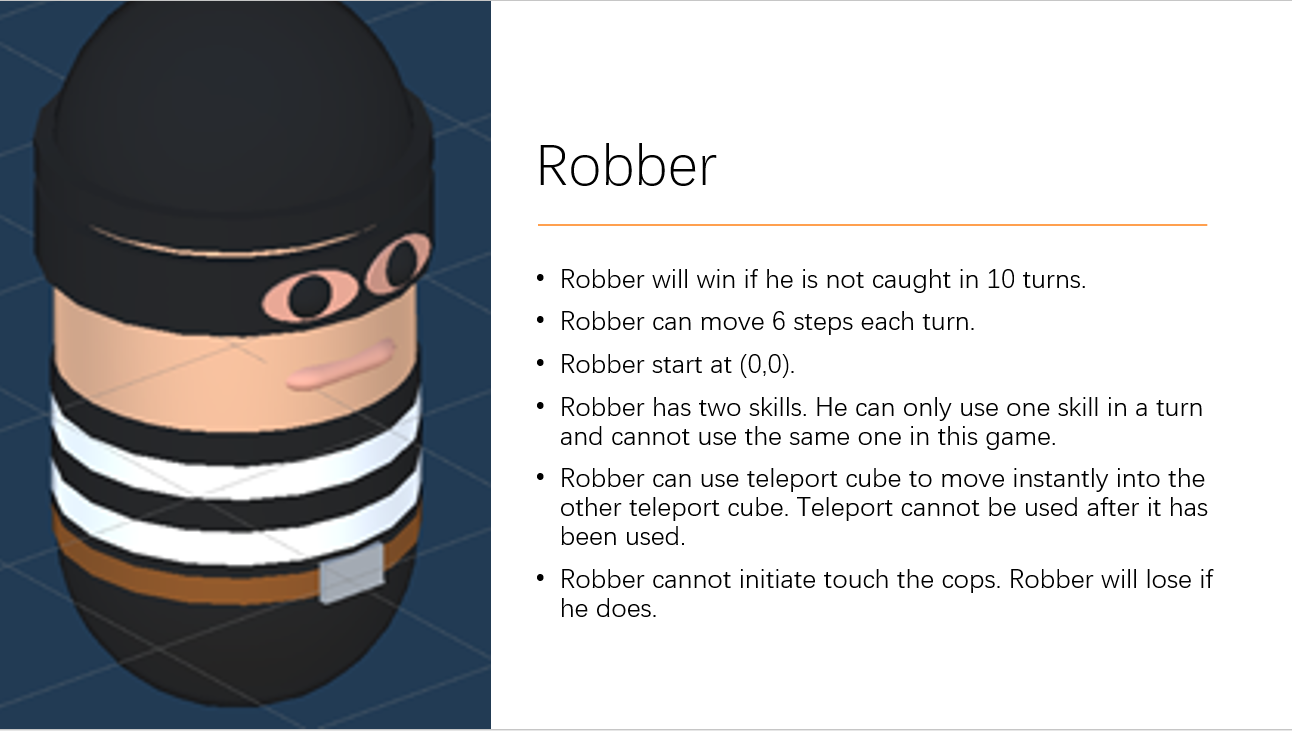 Robber
• Robber will win if he is not caught in 10 turns.
• Robber can move 6 steps each turn.
• Robber start at (0,0).
• Robber has two skills. He can only use one skill in a turn
and cannot use the same one in this game.
• Robber can use teleport cube to move instantly into the
other teleport cube. Teleport cannot be used after it has
been used.
• Robber cannot initiate touch the cops. Robber will lose if
he does.